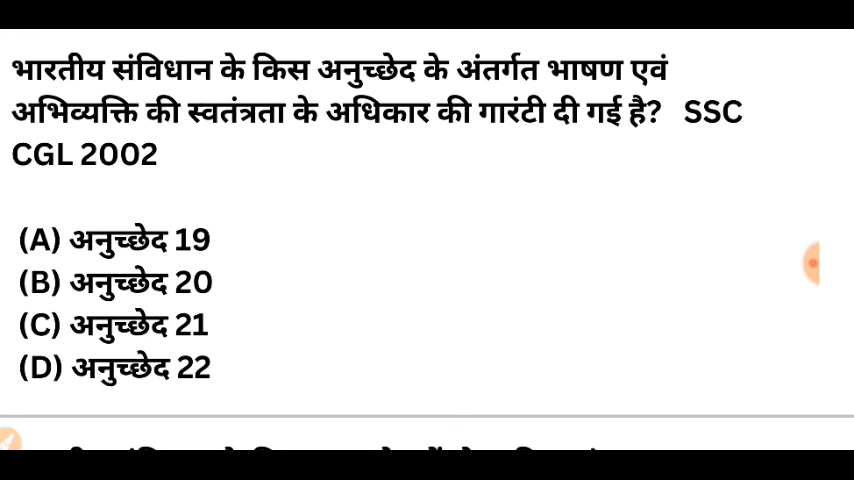 भारतीय संविधान के किस अनुच्छेद के अंतर्गत भाषण एवं
अभिव्यक्ति की स्वतंत्रता के अधिकार की गारंटी दी गई है? SSC
CGL 2002
(A) अनुच्छेद 19
(B) अनुच्छेद 20
(C) अनुच्छेद 21
(D) अनुच्छेद 22